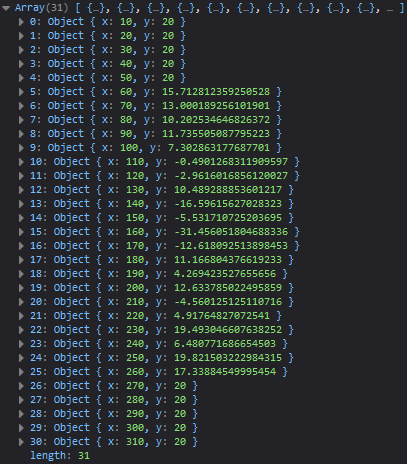 Array(31) [ {…}, {…}, {…}, {…}, {…}, {…}, {…}, {…}, {…}, {…}, … ]
0: Object { x: 10, y: 20 }
1: Object { x: 20, y: 20 }
2: Object { x: 30, y: 20 }
3: Object { x: 40, y: 20 }
4: Object { x: 50, y: 20 }
5: Object { x: 60, y: 15.712812359250528 }
6: Object { x: 70, y: 13.000189256101901 }
7: Object { x: 80, y: 10.202534646826372 }
8: Object { x: 90, y: 11.735505087795223 }
9: Object { x: 100, y: 7.302863177687701 }
10: Object { x: 110, y: -0.4901268311909597 }
11: Object { x: 120, y: -2.9616016856120027 }
12: Object { x: 130, y: 10.489288853601217 }
13: Object { x: 140, y: -16.59615627028323 }
14: Object { x: 150, y: -5.531710725203695 }
15: Object { x: 160, y: -31.456051804688336 }
16: Object { x: 170, y: -12.618092513898453 }
17: Object { x: 180, y: 11.166804376619233 }
18: Object { x: 190, y: 4.269423527655656 }
19: Object { x: 200, y: 12.633785022495859 }
20: Object { x: 210, y: -4.560125125110716 }
21: Object { x: 220, y: 4.91764827072541 }
22: Object { x: 230, y: 19.493046607638252 }
23: Object { x: 240, y: 6.480771686654503 }
24: Object { x: 250, y: 19.821503222984315 }
25: Object { x: 260, y: 17.33884549995454 }
26: Object { x: 270, y: 20 }
27: Object { x: 280, y: 20 }
28: Object { x: 290, y: 20 }
29: Object { x: 300, y: 20 }
30: Object { x: 310, y: 20 }
length: 31